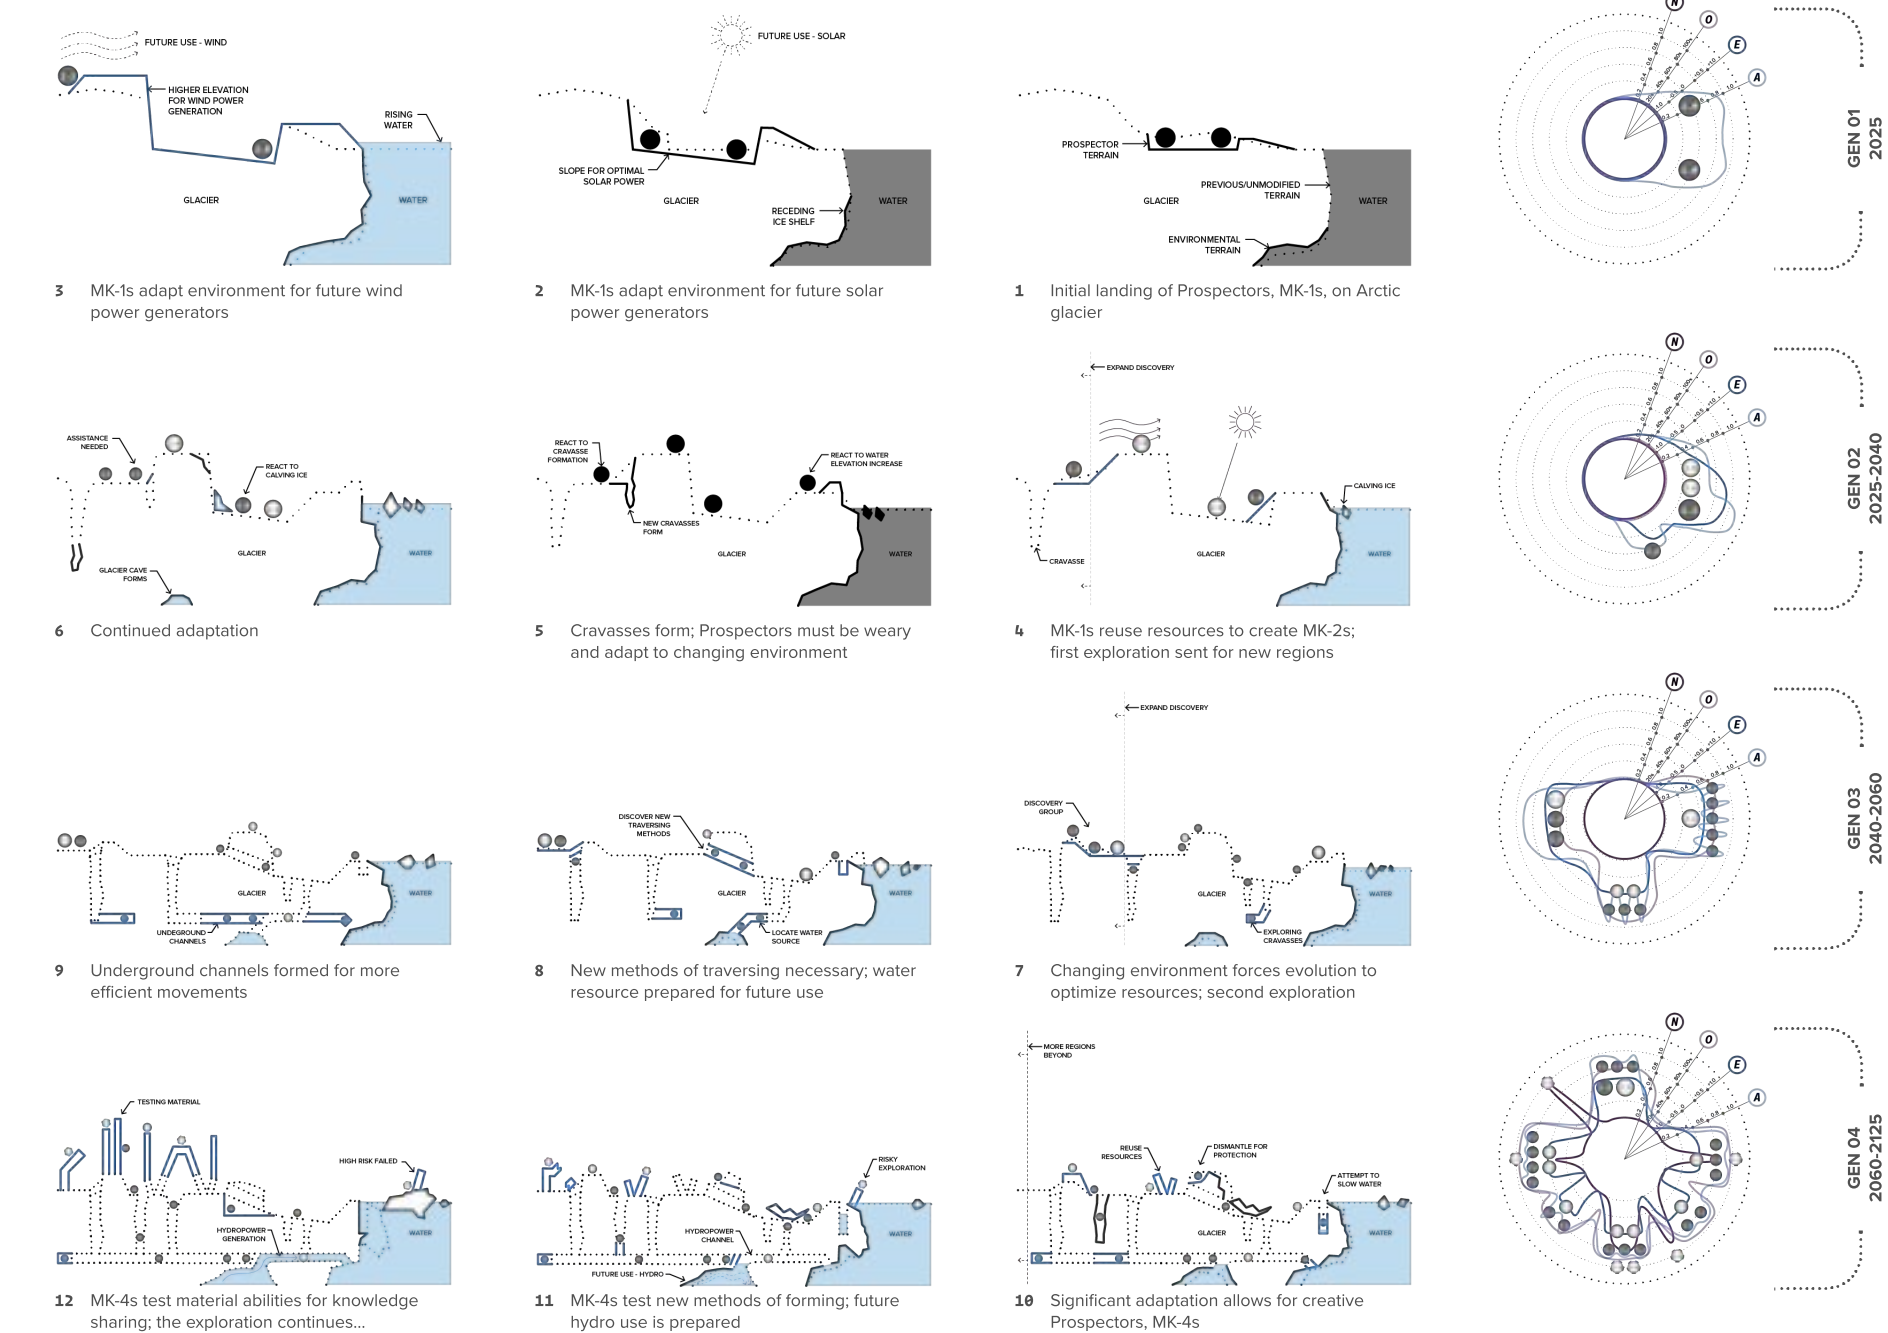 FUTURE USE - WIND
HIGHER ELEVATION
FOR WIND POWER
GENERATION
RISING
WATER
GLACIER
WATER
3 MK-1s adapt environment for future wind
power generators
FUTURE USE - SOLAR
SLOPE FOR OPTIMAL
SOLAR POWER
GLACIER
RECEDING
ICE SHELF
WATER
2 MK-1s adapt environment for future solar
power generators
PROSPECTOR
TERRAIN
PREVIOUS/UNMODIFIED
TERRAIN
GLACIER
WATER
ENVIRONMENTAL
TERRAIN
1 Initial landing of Prospectors, MK-1s, on Arctic
glacier
N
O
E
A
GEN 01
2025
ASSISTANCE
NEEDED
REACT TO
CALVING ICE
GLACIER
WATER
GLACIER CAVE
FORMS
6 Continued adaptation
REACT TO
CRAVASSE
FORMATION
REACT TO WATER
ELEVATION INCREASE
NEW CRAVASSES
FORM
GLACIER
WATER
5 Cravasses form; Prospectors must be weary
and adapt to changing environment
EXPAND DISCOVERY
CALVING ICE
GLACIER
WATER
CRAVASSE
4 MK-1s reuse resources to create MK-2s;
first exploration sent for new regions
N
O
E
A
GEN 02
2025-2040
GLACIER
WATER
UNDEGROUND
CHANNELS
9 Underground channels formed for more
efficient movements
DISCOVER NEW
TRAVERSING
METHODS
GLACIER
WATER
LOCATE WATER
SOURCE
8 New methods of traversing necessary; water
resource prepared for future use
EXPAND DISCOVERY
DISCOVERY
GROUP
GLACIER
WATER
EXPLORING
CRAVASSES
7 Changing environment forces evolution to
optimize resources; second exploration
N
O
E
A
GEN 03
2040-2060
TESTING MATERIAL
HIGH RISK FAILED
HYDROPOWER
GENERATION
WATER
12 MK-4s test material abilities for knowledge
sharing; the exploration continues...
RISKY
EXPLORATION
HYDROPOWER
CHANNEL
WATER
FUTURE USE - HYDRO
11 MK-4s test new methods of forming; future
hydro use is prepared
MORE REGIONS
BEYOND
REUSE
RESOURCES
DISMANTLE FOR
PROTECTION
ATTEMPT TO
SLOW WATER
GLACIER
WATER
10 Significant adaptation allows for creative
Prospectors, MK-4s
N
O
E
A
GEN 04
2060-2125